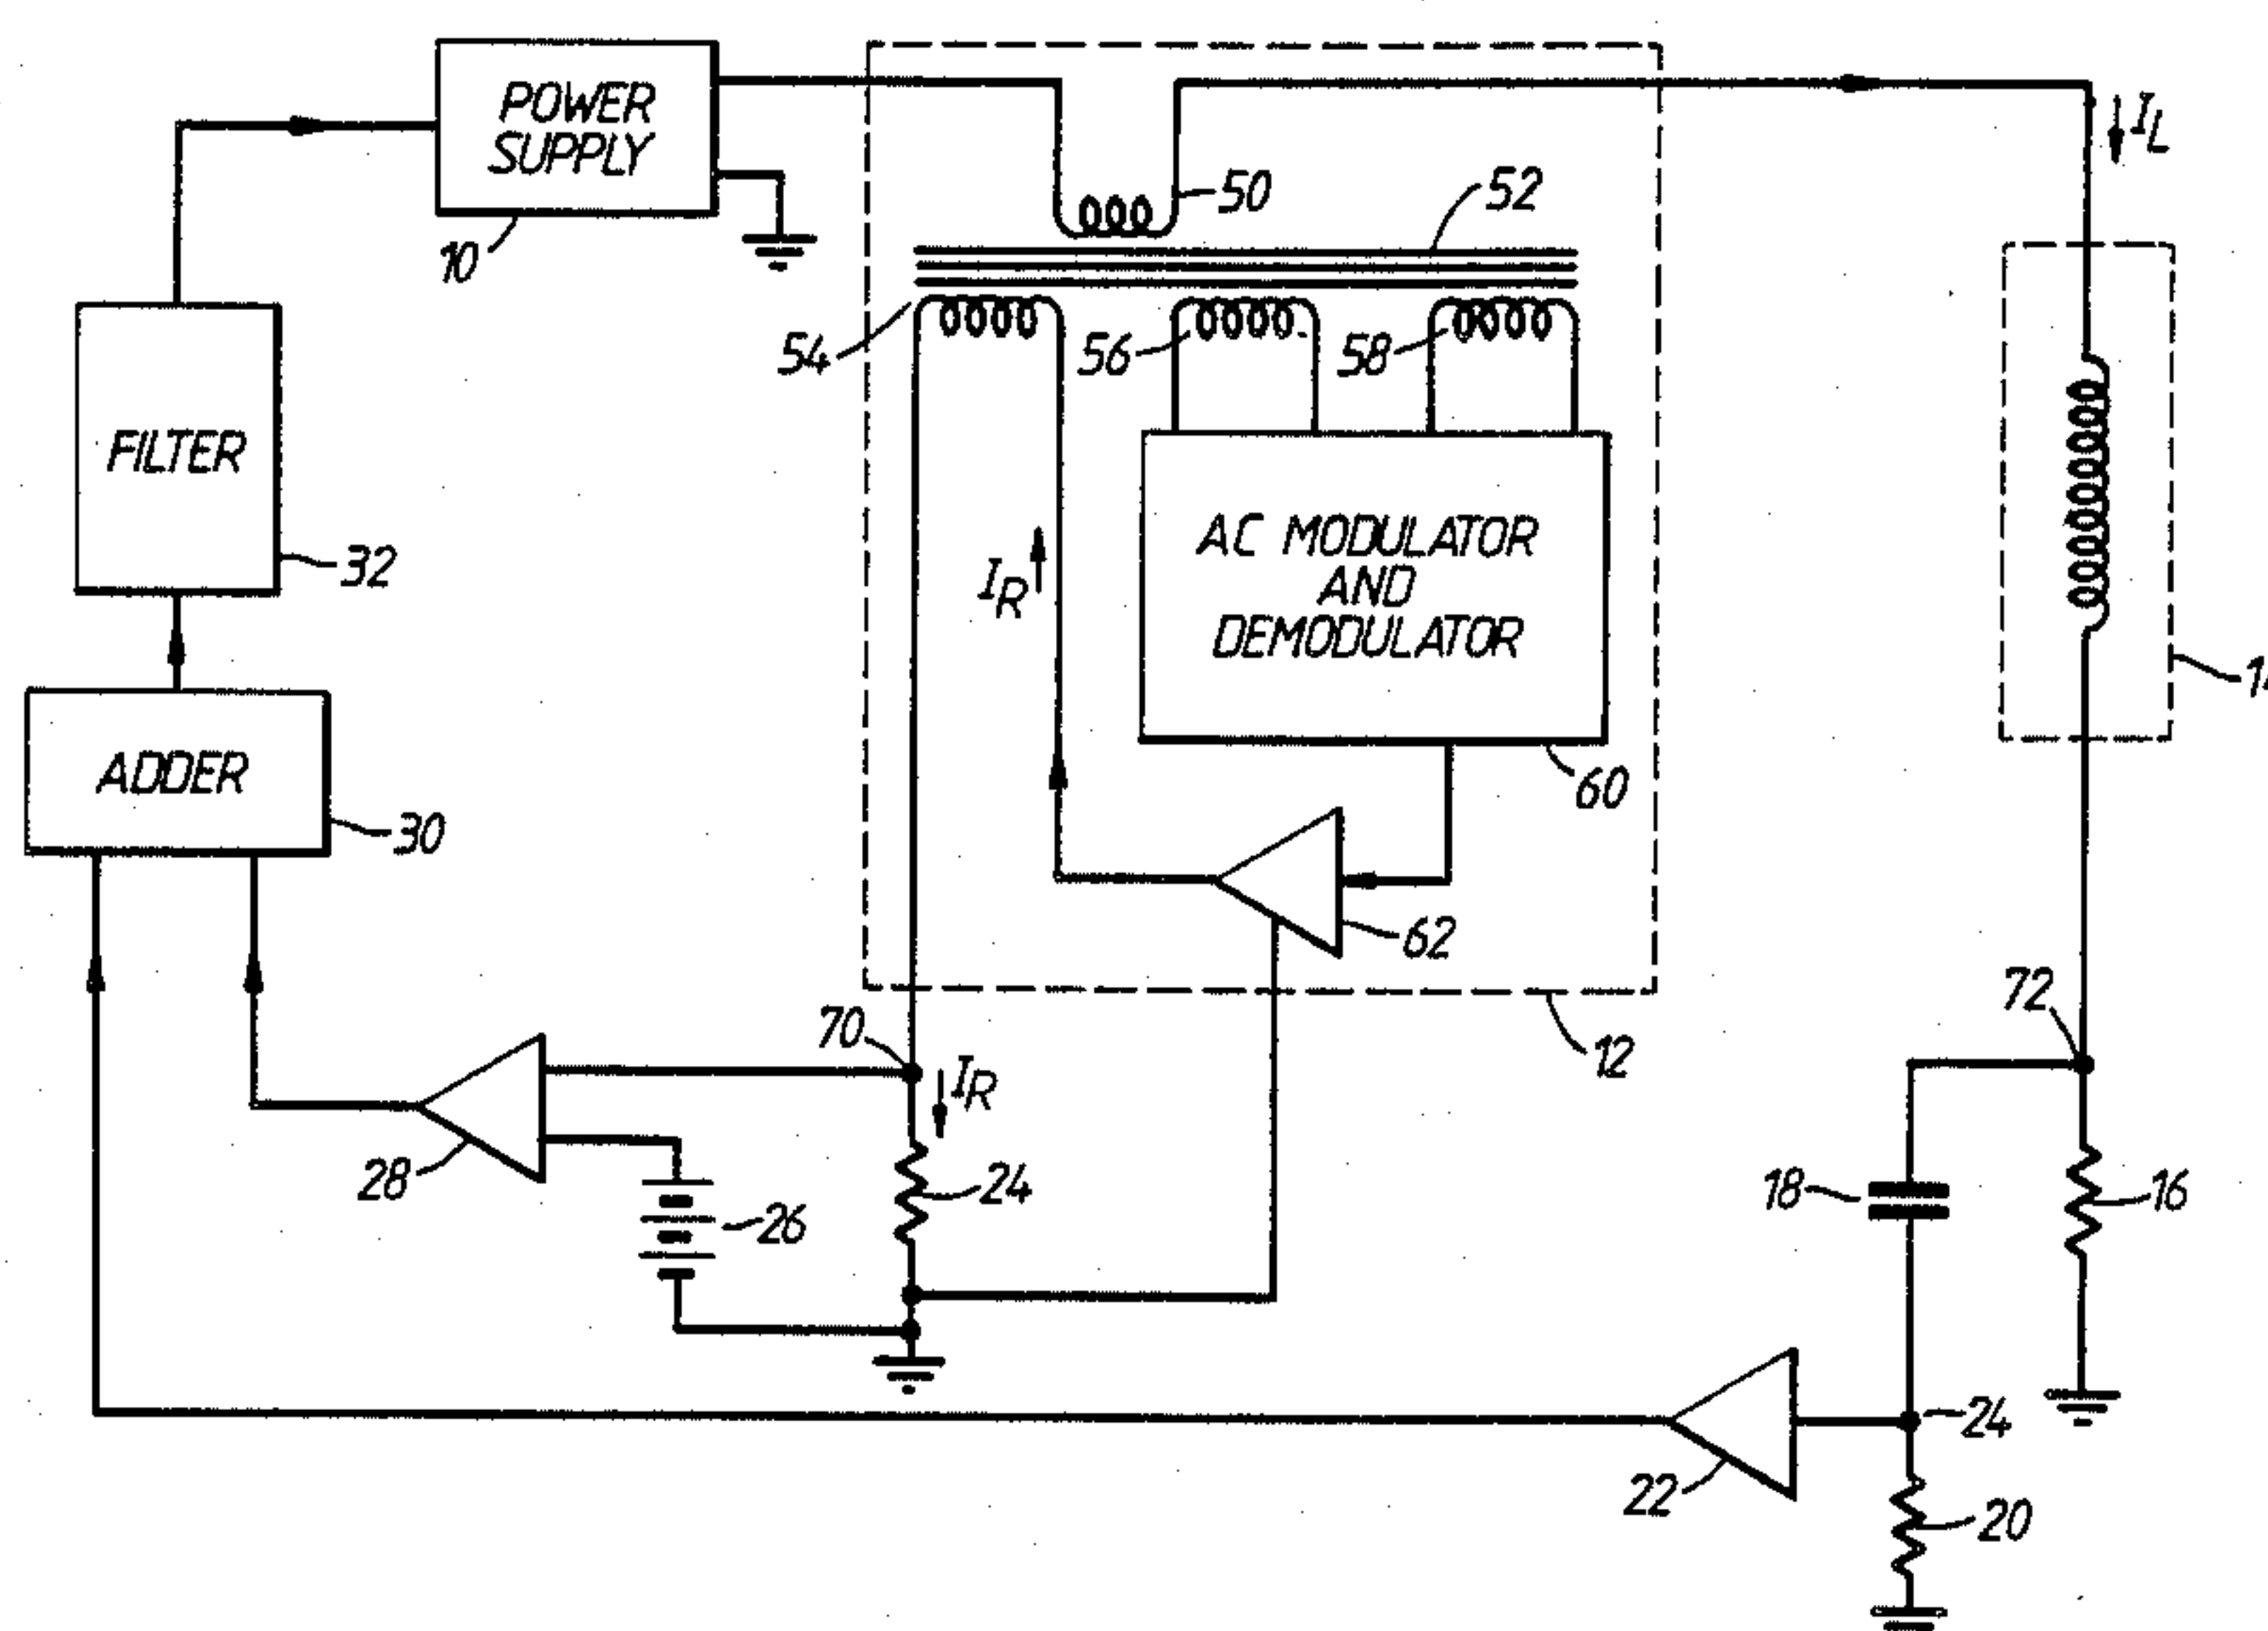 POWER
SUPPLY
10
50
52
I_L
54
56
58
FILTER
32
AC MODULATOR
AND
DEMODULATOR
I_R
60
ADDER
30
62
12
70
72
I_R
28
26
24
18
16
22
24
20